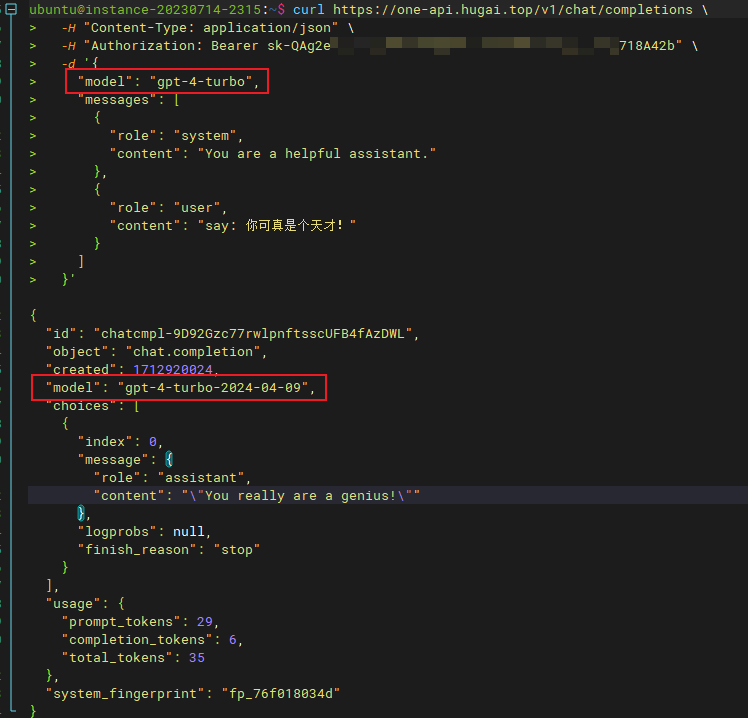 ubuntu@instance-20230714-2315:~$ curl https://one-api.hugai.top/v1/chat/completions \
>   -H "Content-Type: application/json" \
>   -H "Authorization: Bearer sk-QAg2e 718A42b" \
>   -d '{
>     "model": "gpt-4-turbo",
>     "messages": [
>       {
>         "role": "system",
>         "content": "You are a helpful assistant."
>       },
>       {
>         "role": "user",
>         "content": "say: 你可真是个天才! "
>       }
>     ]
>   }'
{
  "id": "chatcmpl-9D92Gzc77rwlpnftsscUFB4fAzDWL",
  "object": "chat.completion",
  "created": 1712920024,
  "model": "gpt-4-turbo-2024-04-09",
  "choices": [
    {
      "index": 0,
      "message": {
        "role": "assistant",
        "content": "\"You really are a genius!\""
      },
      "logprobs": null,
      "finish_reason": "stop"
    }
  ],
  "usage": {
    "prompt_tokens": 29,
    "completion_tokens": 6,
    "total_tokens": 35
  },
  "system_fingerprint": "fp_76f018034d"
}